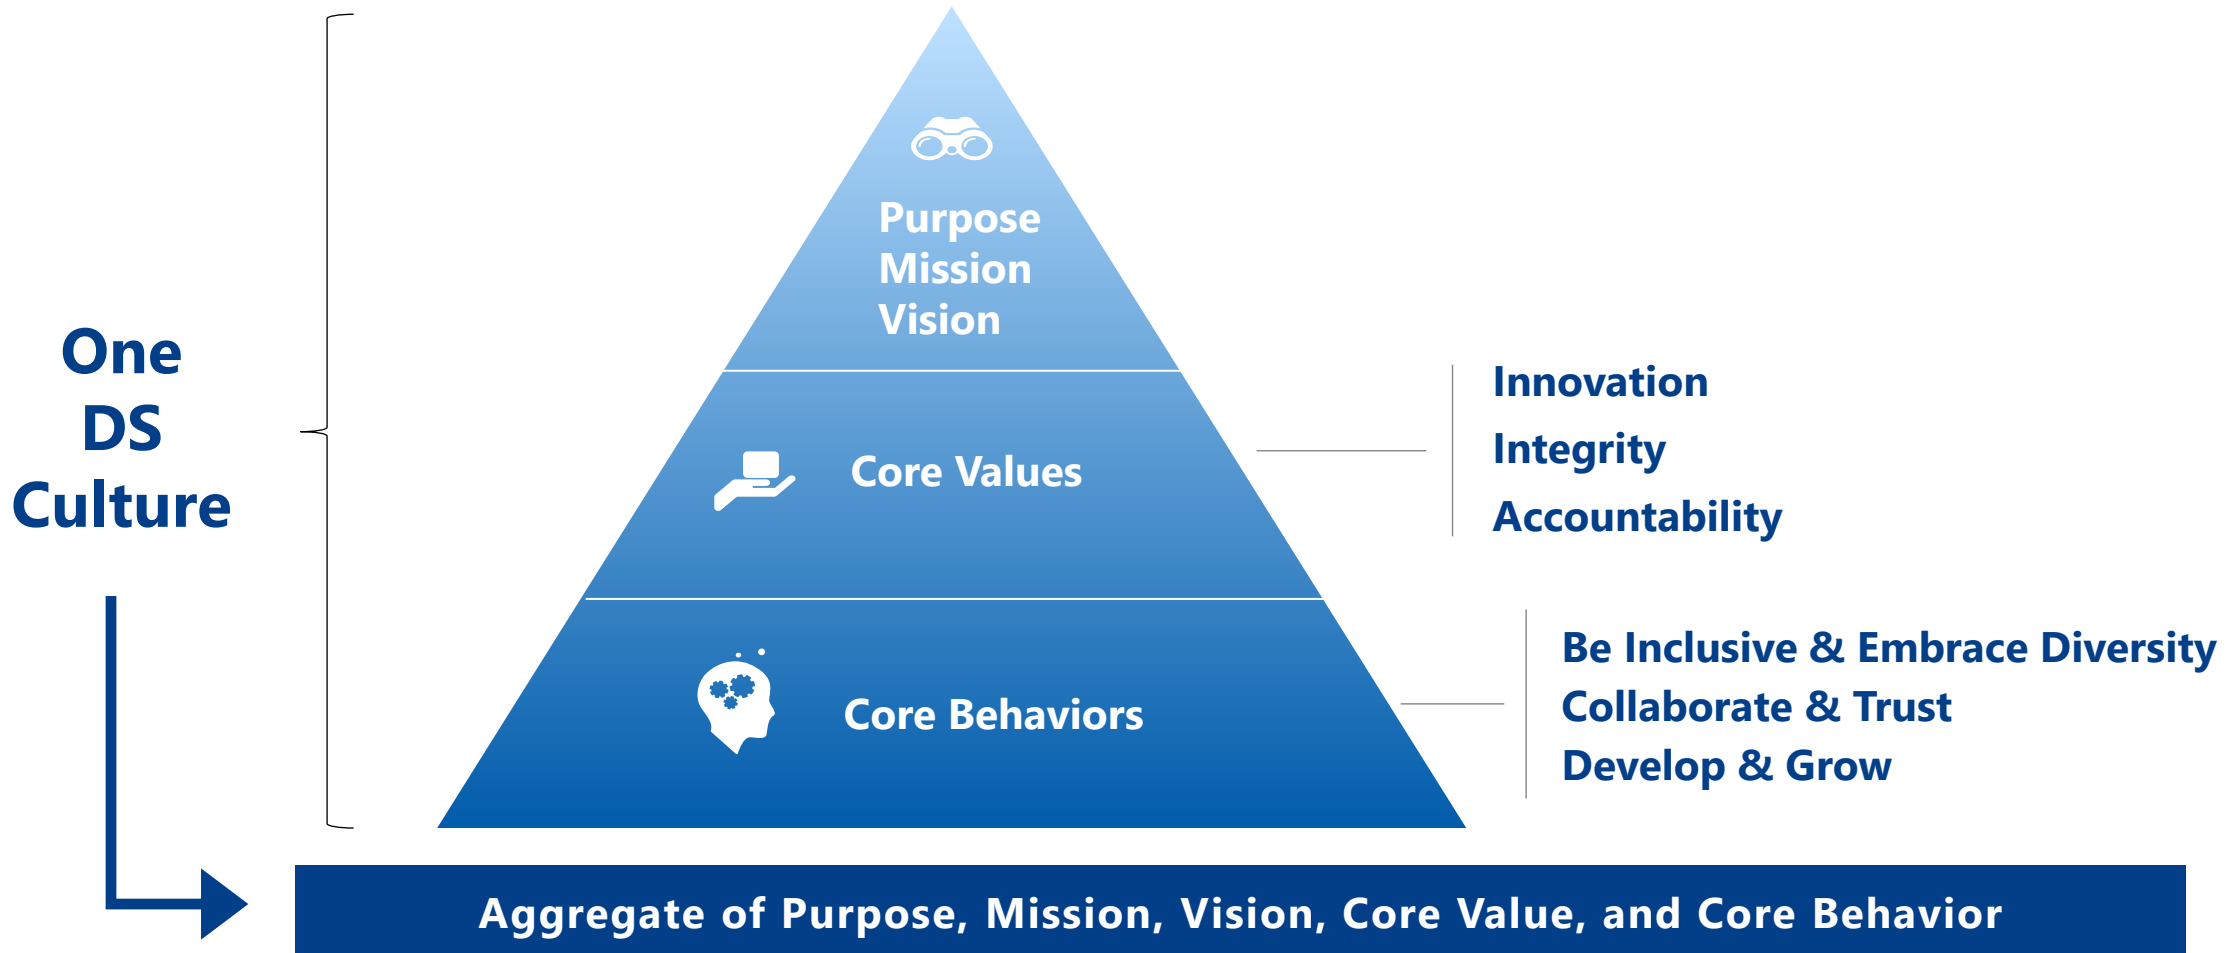 One
DS
Culture
Purpose
Mission
Vision
Core Values
Innovation
Integrity
Accountability
Core Behaviors
Be Inclusive & Embrace Diversity
Collaborate & Trust
Develop & Grow
Aggregate of Purpose, Mission, Vision, Core Value, and Core Behavior